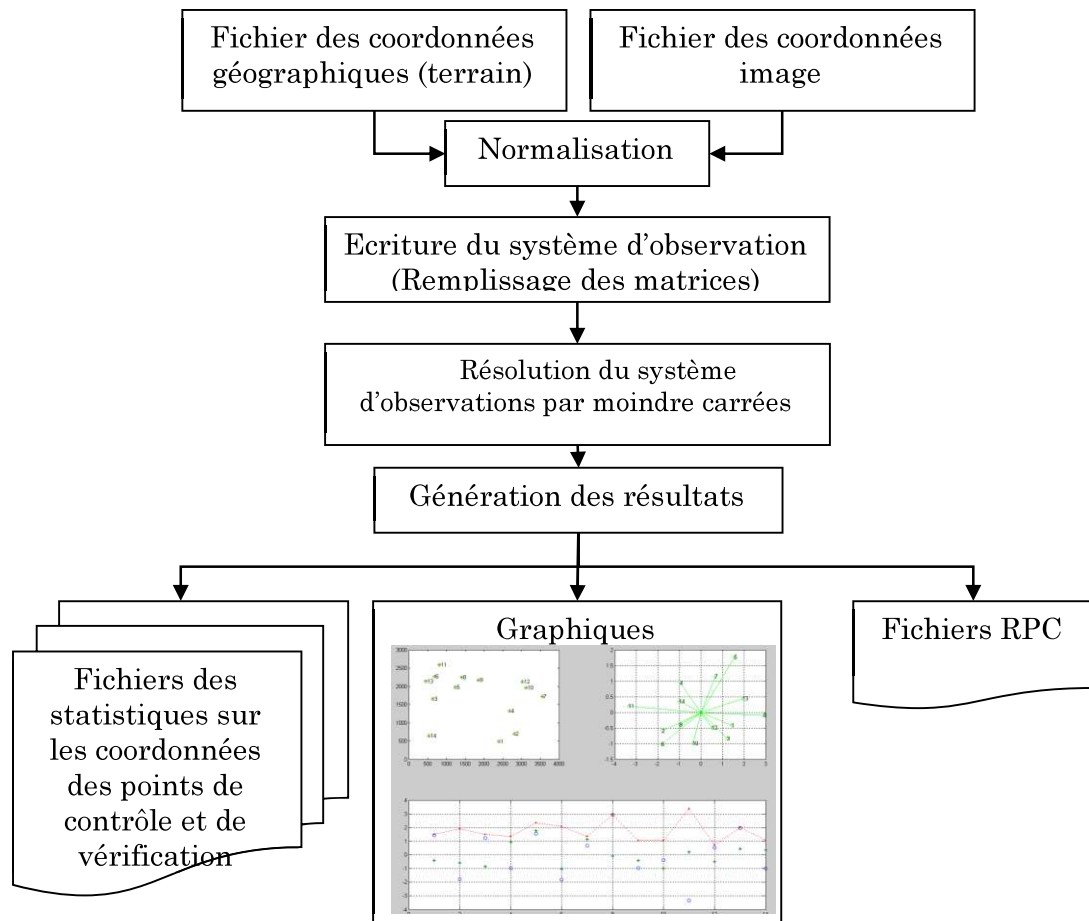 Fichier des coordonnées
géographiques (terrain)
Fichier des coordonnées
image
Normalisation
Ecriture du système d'observation
(Remplissage des matrices)
Résolution du système
d'observations par moindre carrées
Génération des résultats
Fichiers des
statistiques sur
les coordonnées
des points de
contrôle et de
vérification
Graphiques
Fichiers RPC